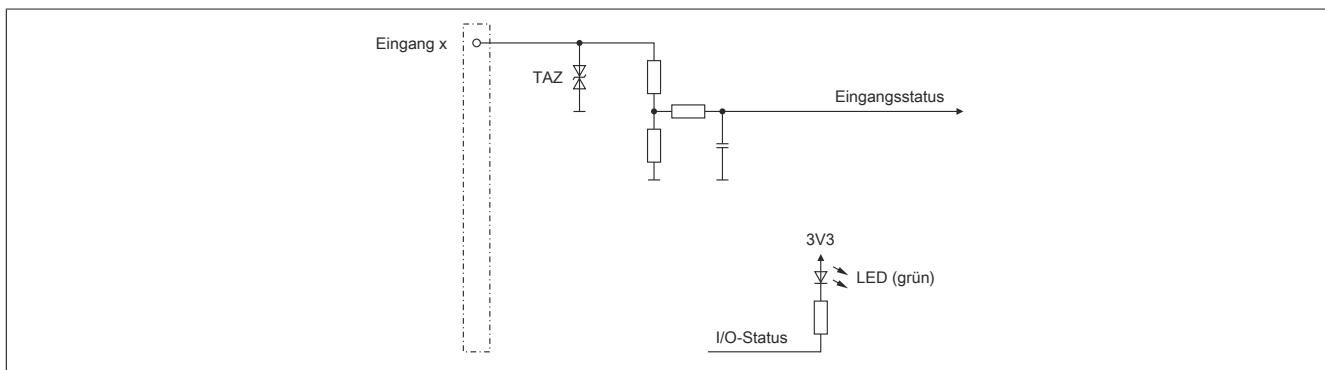 Eingang x
TAZ
Eingangsstatus
3V3
LED (grün)
I/O-Status